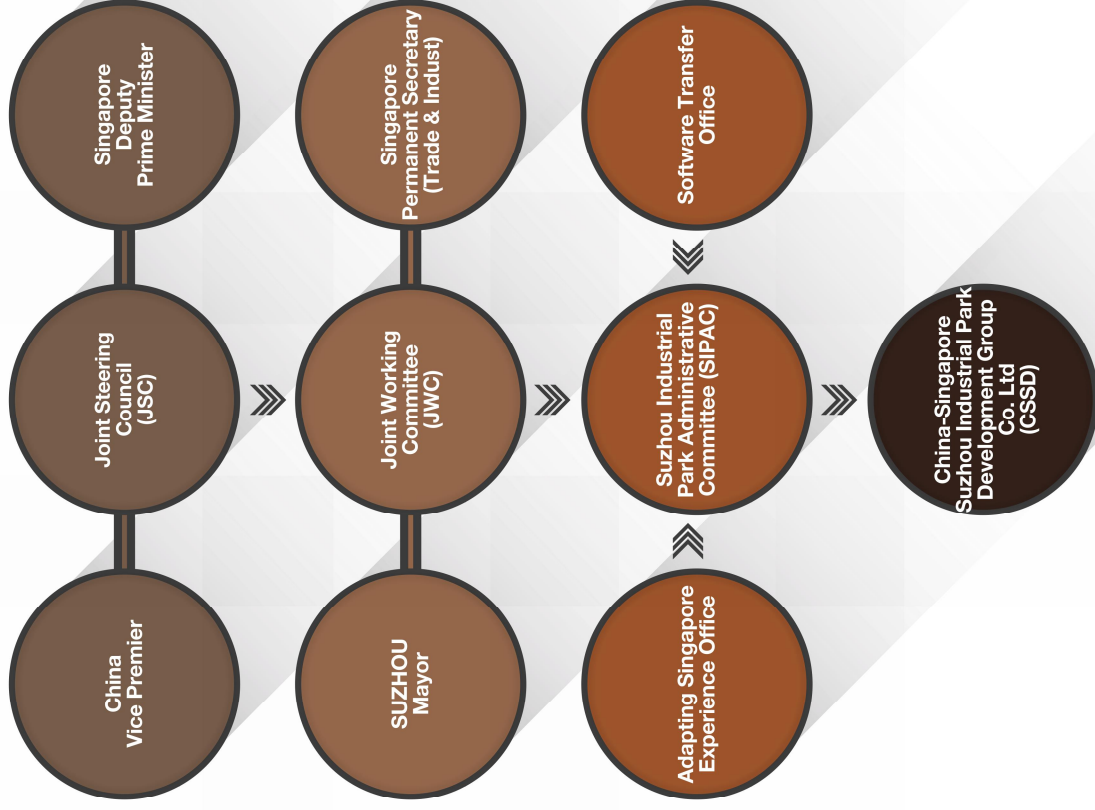 China
Vice Premier
Joint Steering
Council
(JSC)
Singapore
Deputy
Prime Minister
SUZHOU
Mayor
Joint Working
Committee
(JWC)
Singapore
Permanent Secretary
(Trade & Indust)
Adapting Singapore
Experience Office
Suzhou Industrial
Park Administrative
Committee (SIPAC)
Software Transfer
Office
China-Singapore
Suzhou Industrial Park
Development Group
Co. Ltd
(CSSD)